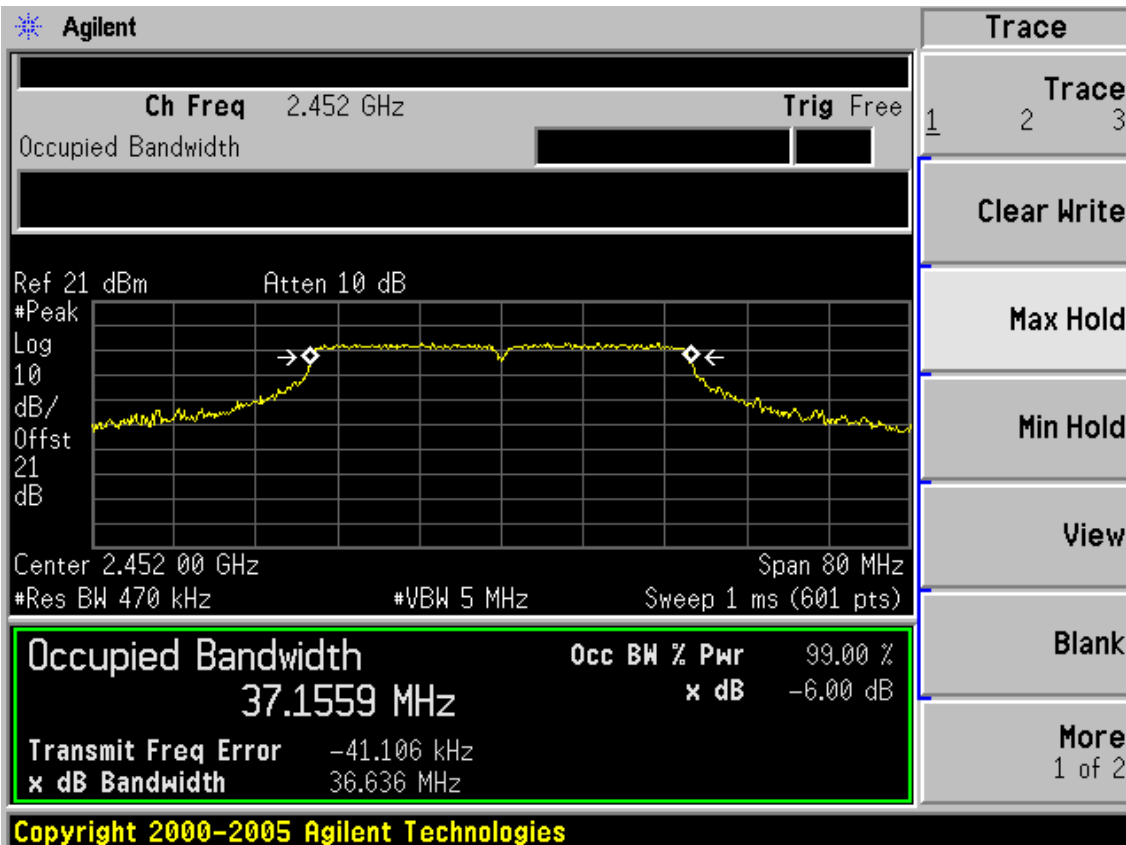 Agilent
Trace
Ch Freq 2.452 GHz Trig Free
Occupied Bandwidth
Trace
1 2 3
Clear Write
Max Hold
Min Hold
View
Blank
More
1 of 2
Ref 21 dBm Atten 10 dB
#Peak
Log
10
dB/
Offst
21
dB
Center 2.452 00 GHz Span 80 MHz
#Res BW 470 kHz #VBW 5 MHz Sweep 1 ms (601 pts)
Occupied Bandwidth
37.1559 MHz
Occ BW % Pwr 99.00 %
x dB -6.00 dB
Transmit Freq Error -41.106 kHz
x dB Bandwidth 36.636 MHz
Copyright 2000-2005 Agilent Technologies